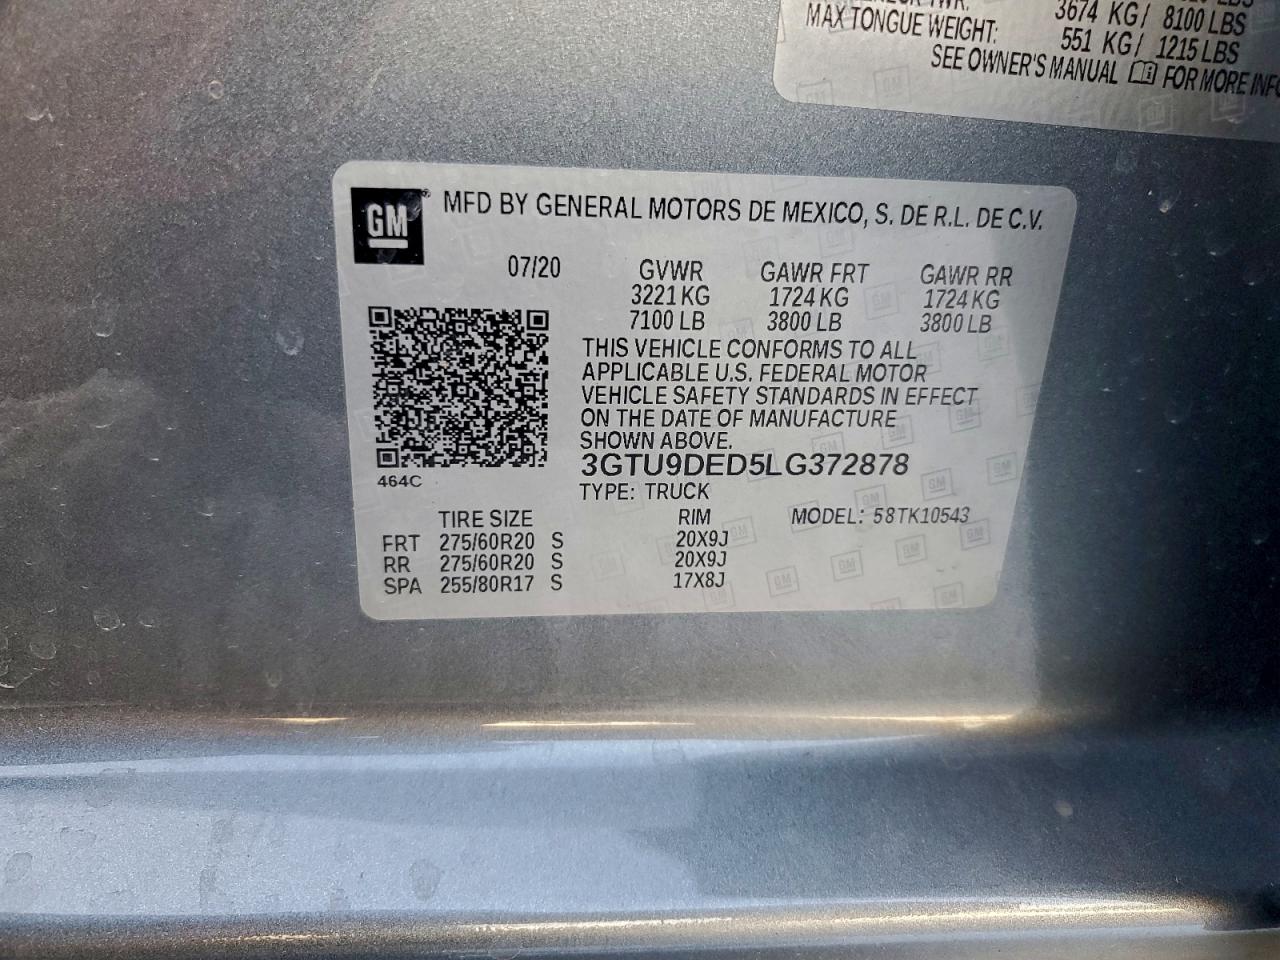 3674 KG/ 8100 LBS
MAX TONGUE WEIGHT: 551 KG/ 1215 LBS
SEE OWNER'S MANUAL FOR MORE INFO
GM MFD BY GENERAL MOTORS DE MEXICO, S. DE R.L. DE C.V.
07/20 GVWR GAWR FRT GAWR RR
3221 KG 1724 KG 1724 KG
7100 LB 3800 LB 3800 LB
THIS VEHICLE CONFORMS TO ALL
APPLICABLE U.S. FEDERAL MOTOR
VEHICLE SAFETY STANDARDS IN EFFECT
ON THE DATE OF MANUFACTURE
SHOWN ABOVE.
3GTU9DED5LG372878
464C
TYPE: TRUCK
TIRE SIZE RIM MODEL: 58TK10543
FRT 275/60R20 S 20X9J
RR 275/60R20 S 20X9J
SPA 255/80R17 S 17X8J